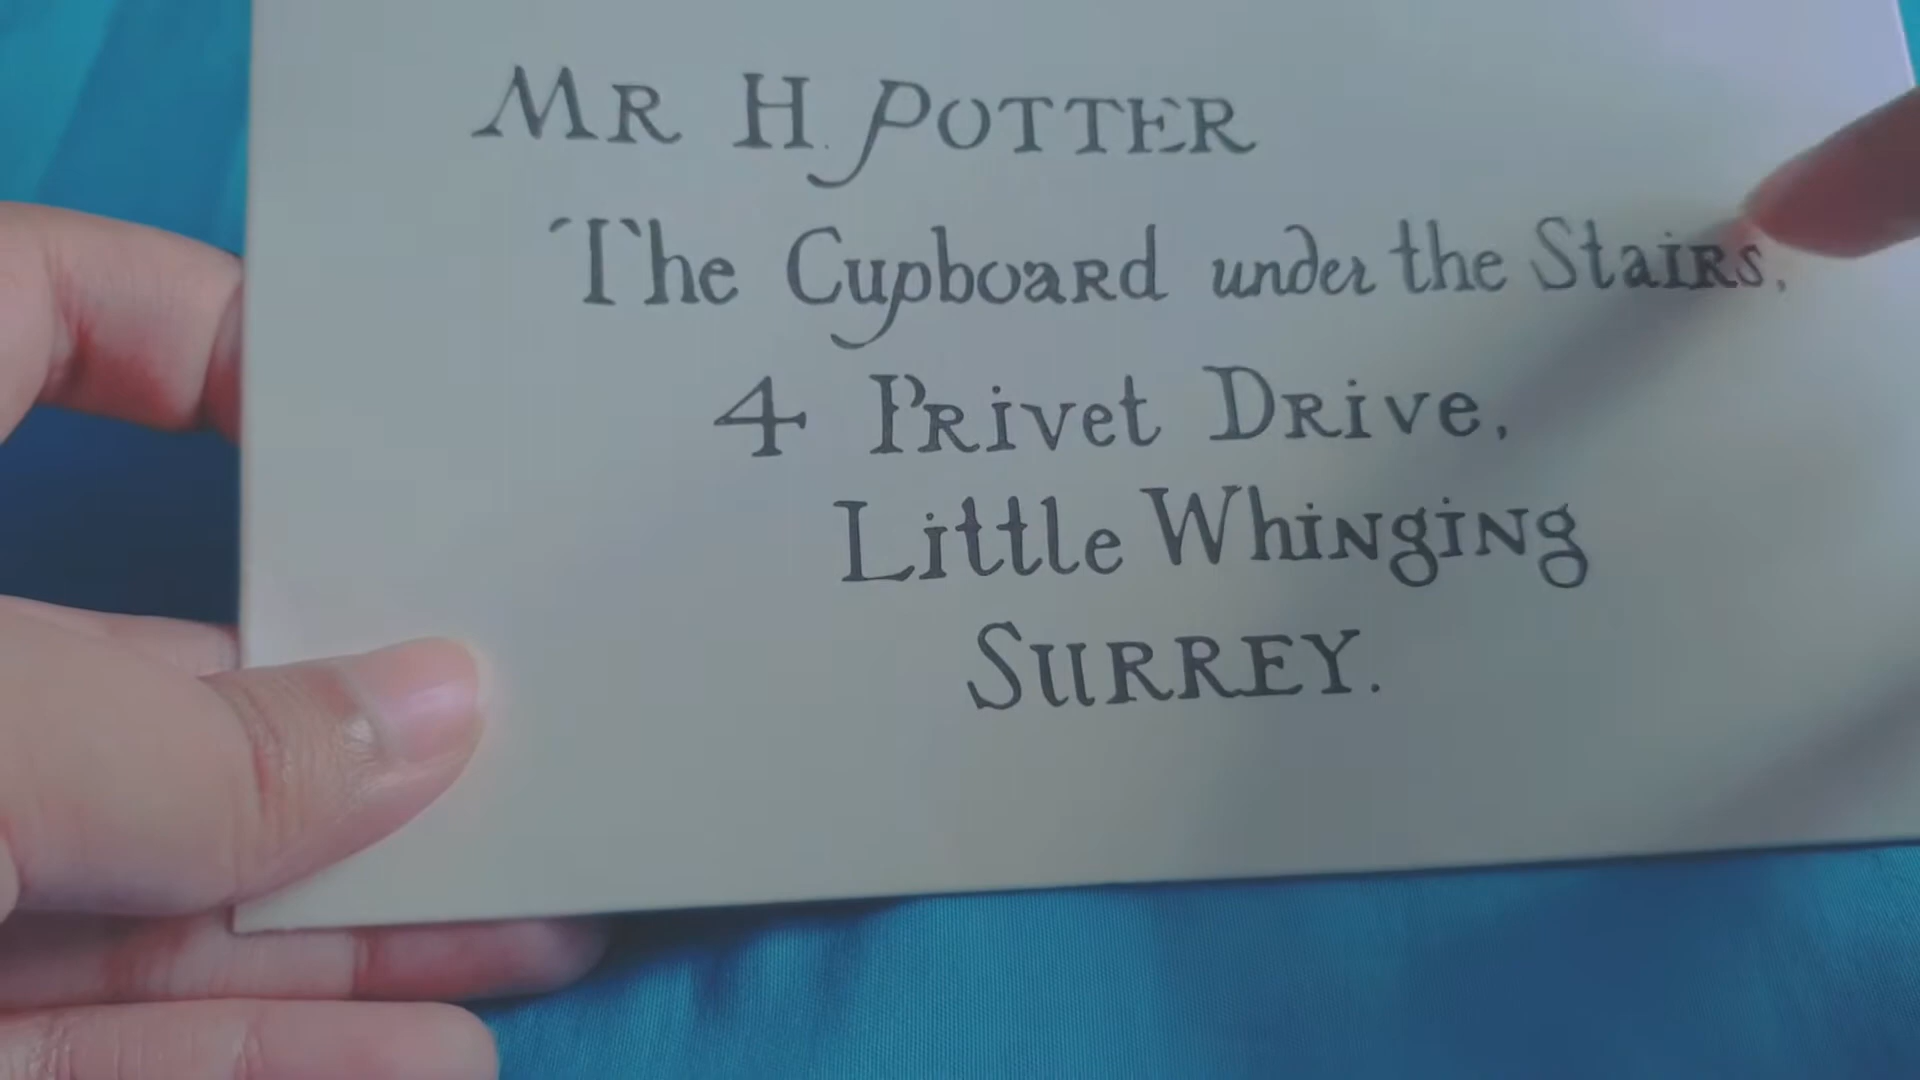 MR H. POTTER
The CupboaRd under the StaiRs,
4 PRivet DRive,
Little WhiNgiNg
SURREY.